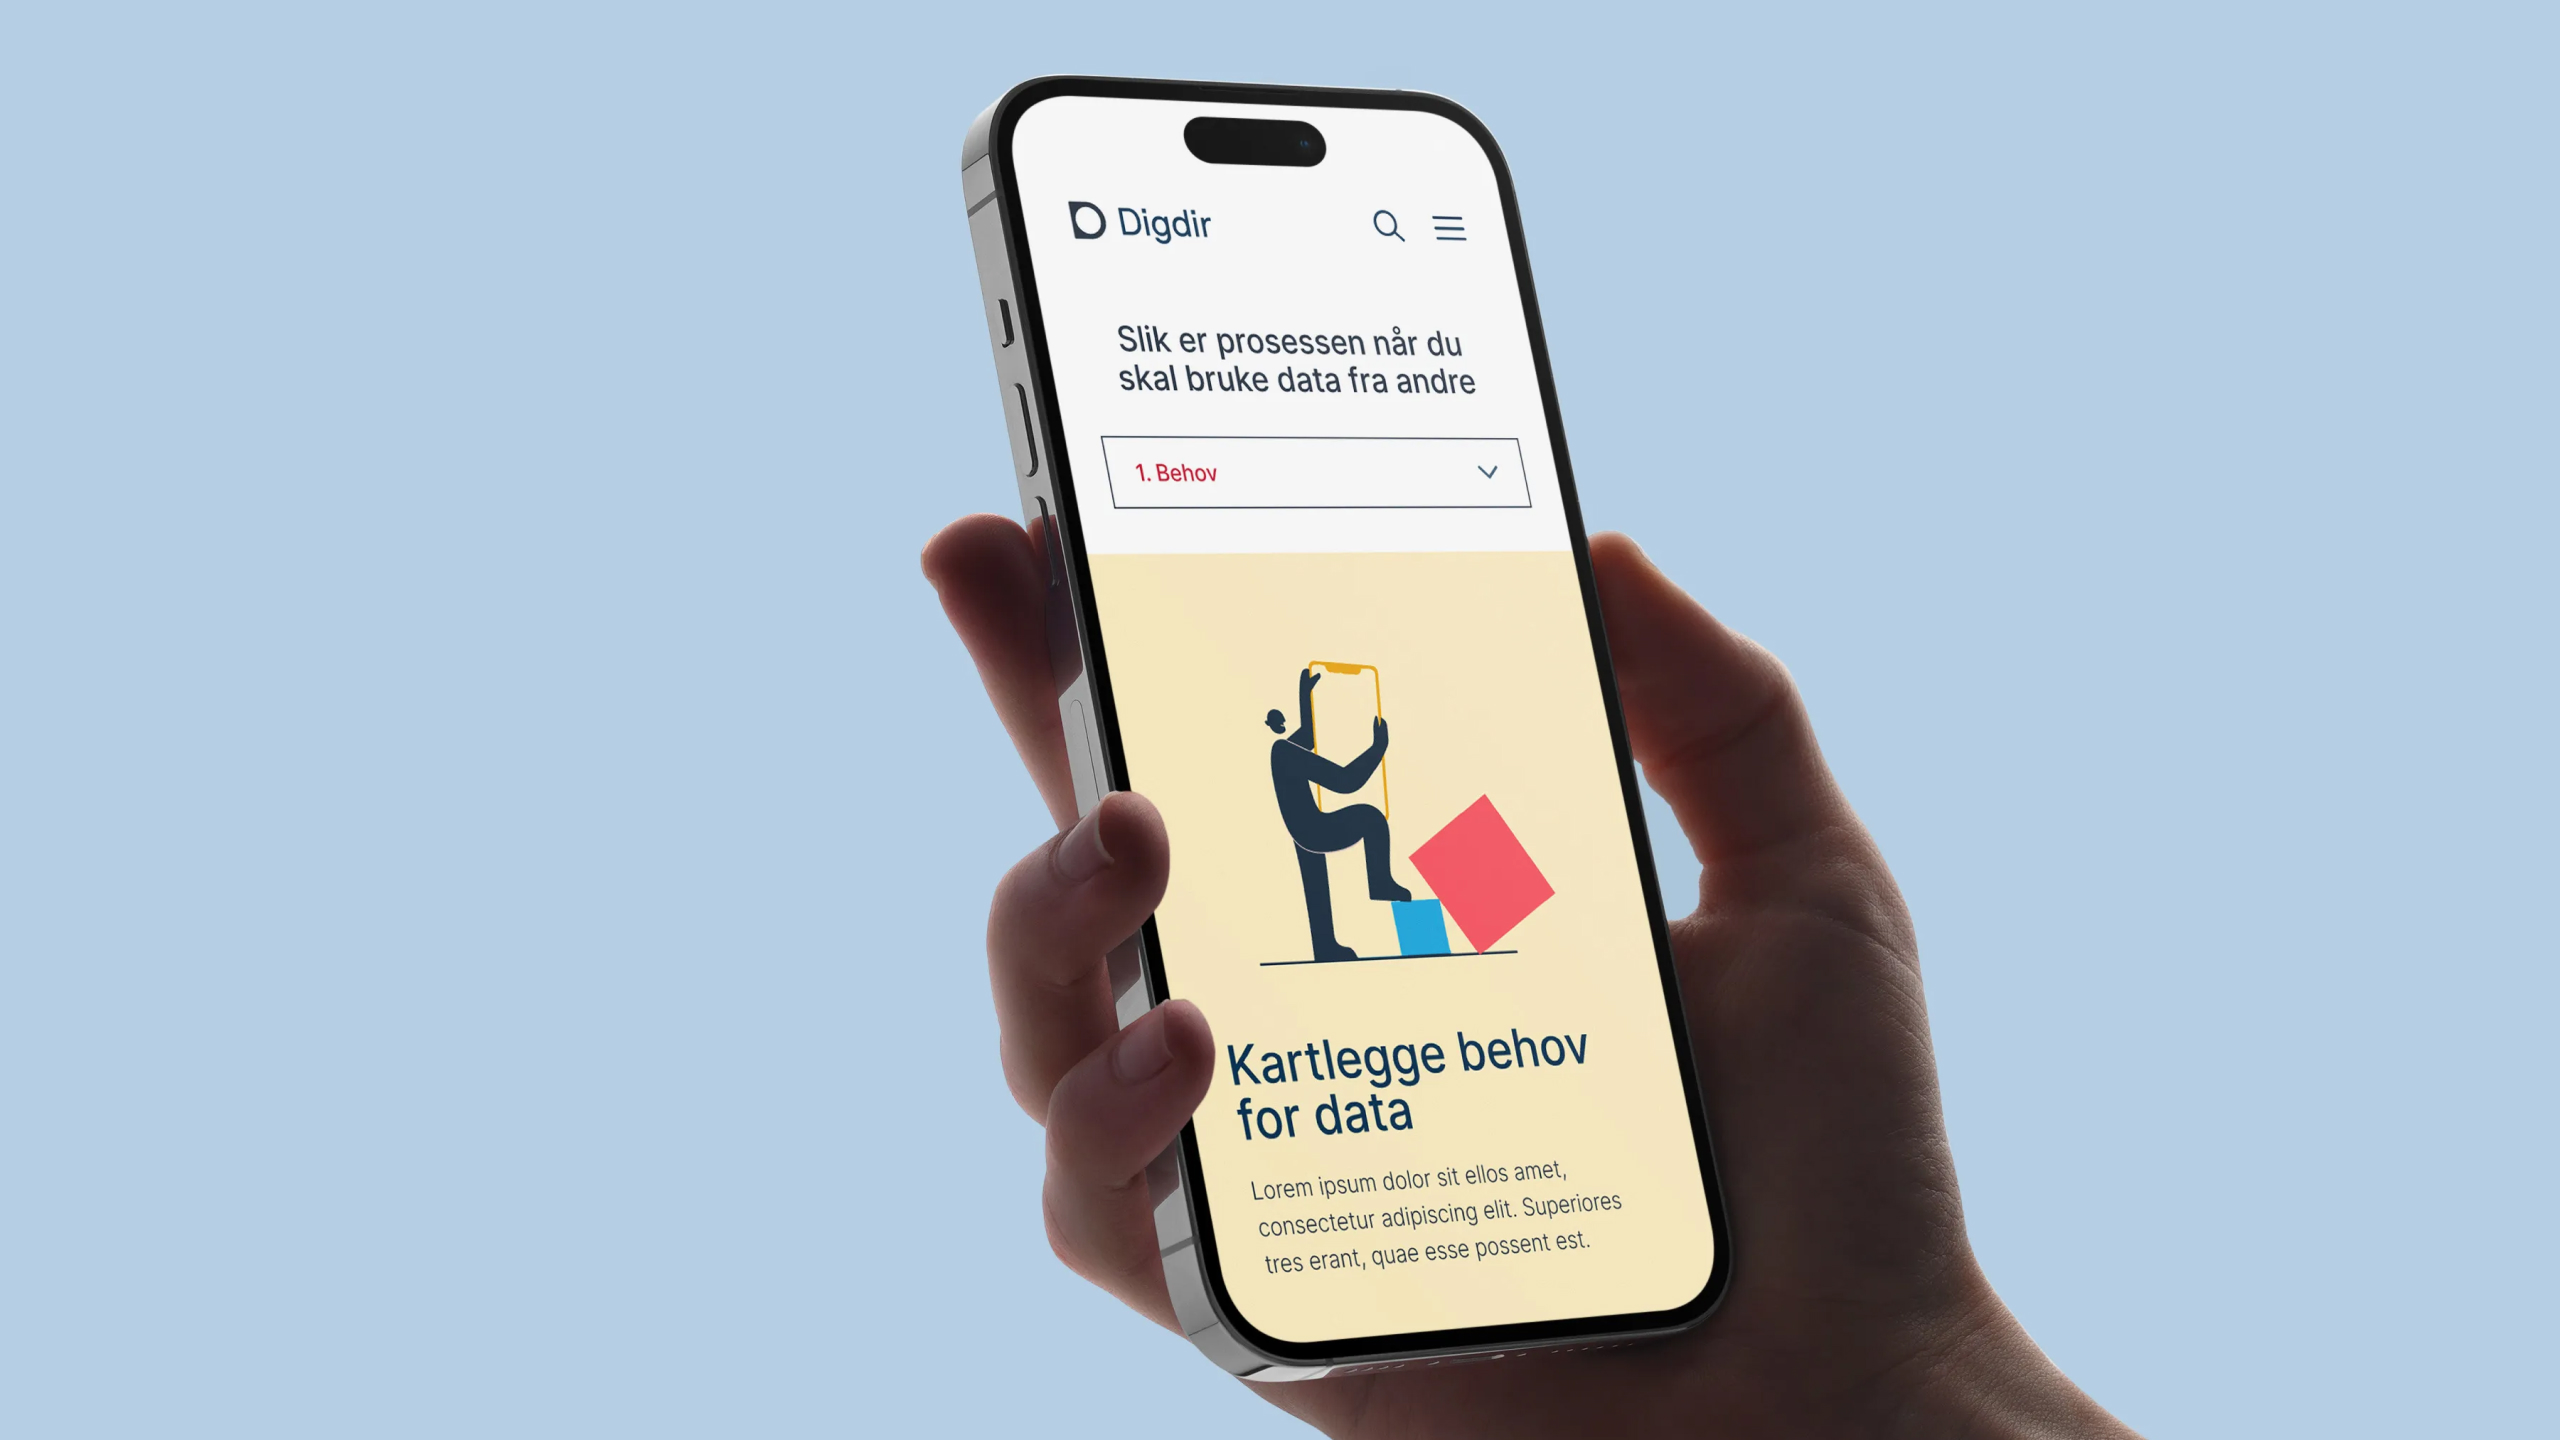 Digdir
Slik er prosessen når du
skal bruke data fra andre
1. Behov
Kartlegge behov
for data
Lorem ipsum dolor sit ellos amet,
consectetur adipiscing elit. Superiores
tres erant, quae esse possent est.